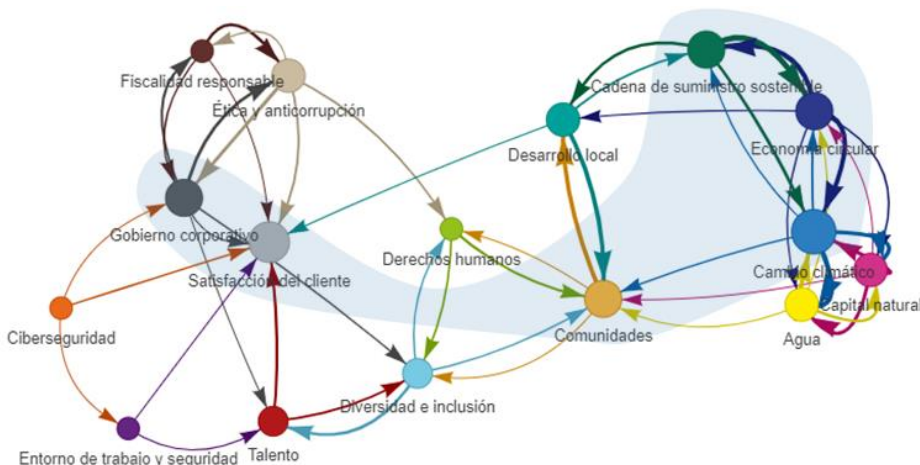 Fiscalidad responsable
Ética y anticorrupción
Cadena de suministro sostenible
Desarrollo local
Economía circular
Gobierno corporativo
Satisfacción del cliente
Derechos humanos
Cambio climático
Capital natural
Ciberseguridad
Comunidades
Agua
Diversidad e inclusión
Entorno de trabajo y seguridad
Talento